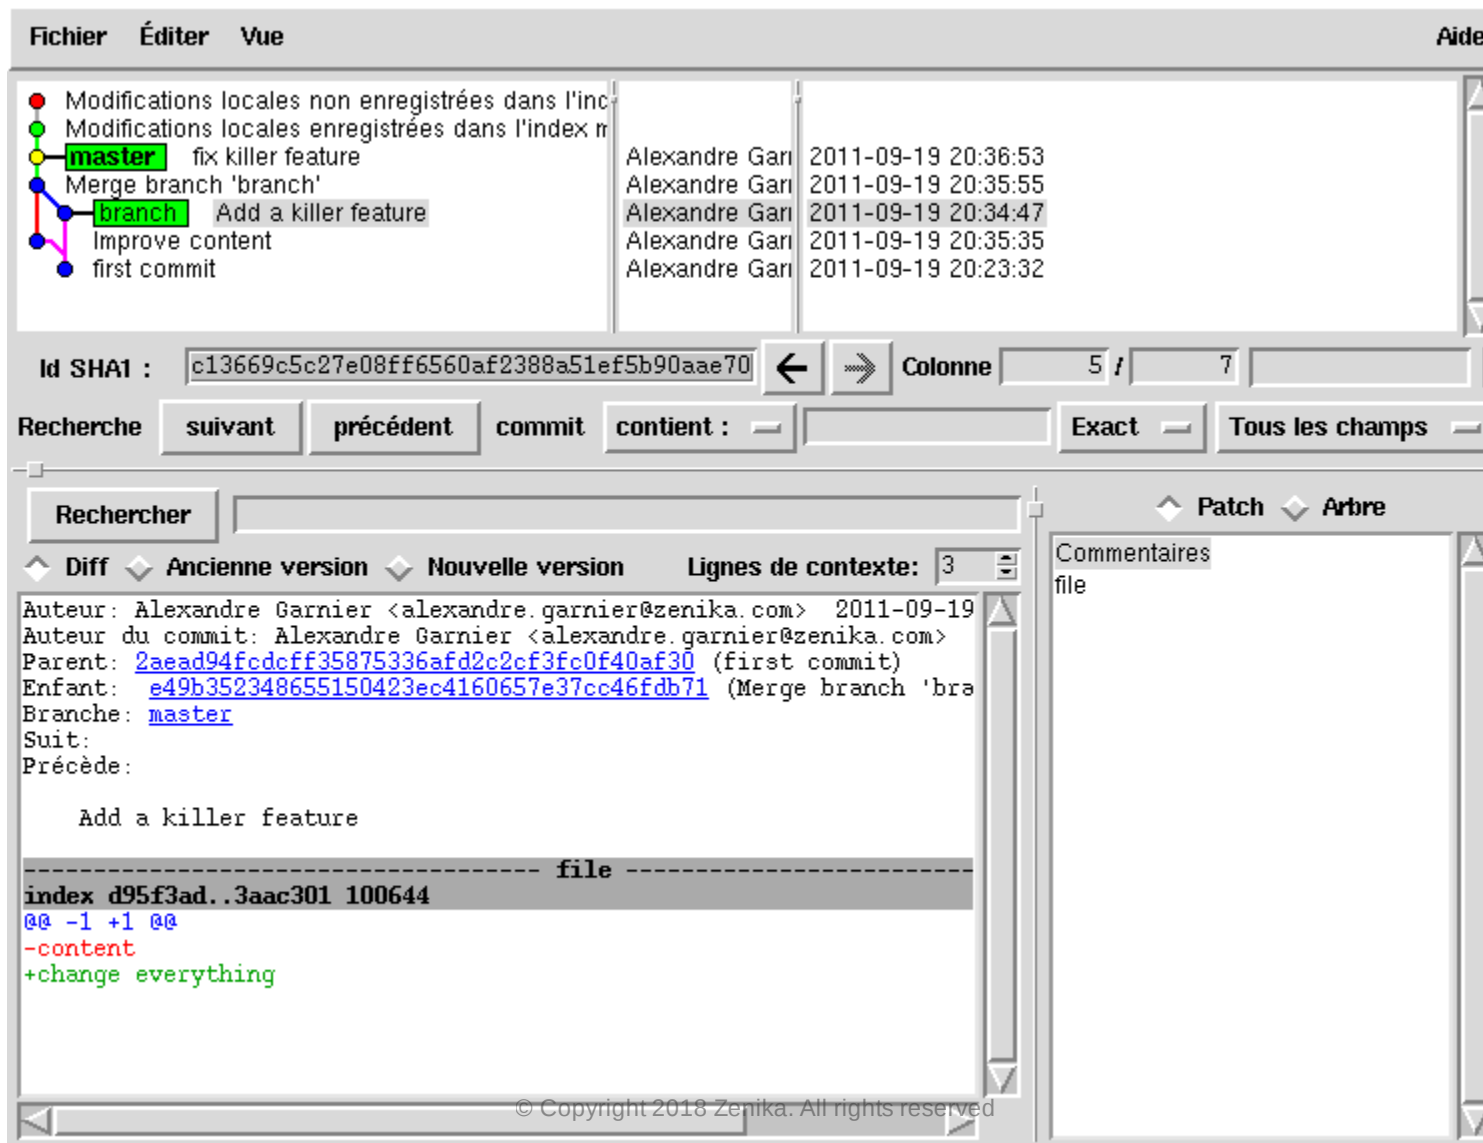 Fichier Éditer Vue Aide
Modifications locales non enregistrées dans l'inc
Modifications locales enregistrées dans l'index m
master fix killer feature Alexandre Garn 2011-09-19 20:36:53
Merge branch 'branch' Alexandre Garn 2011-09-19 20:35:55
branch Add a killer feature Alexandre Garn 2011-09-19 20:34:47
Improve content Alexandre Garn 2011-09-19 20:35:35
first commit Alexandre Garn 2011-09-19 20:23:32
Id SHA1 : c13669c5c27e08ff6560af2388a51ef5b90aae70 Colonne 5 / 7
Recherche suivant précédent commit contient : Exact Tous les champs
Rechercher
Patch Arbre
Diff Ancienne version Nouvelle version Lignes de contexte: 3
Commentaires
file
Auteur: Alexandre Garnier <alexandre.garnier@zenika.com> 2011-09-19
Auteur du commit: Alexandre Garnier <alexandre.garnier@zenika.com>
Parent: 2aead94fcdcff35875336afd2c2cf3fc0f40af30 (first commit)
Enfant: e49b352348655150423ec4160657e37cc46fdb71 (Merge branch 'bra
Branche: master
Suit:
Précède:
Add a killer feature
------------------------------------- file -------------------------
index d95f3ad..3aac301 100644
@@ -1 +1 @@
-content
+change everything
© Copyright 2018 Zenika. All rights reserved